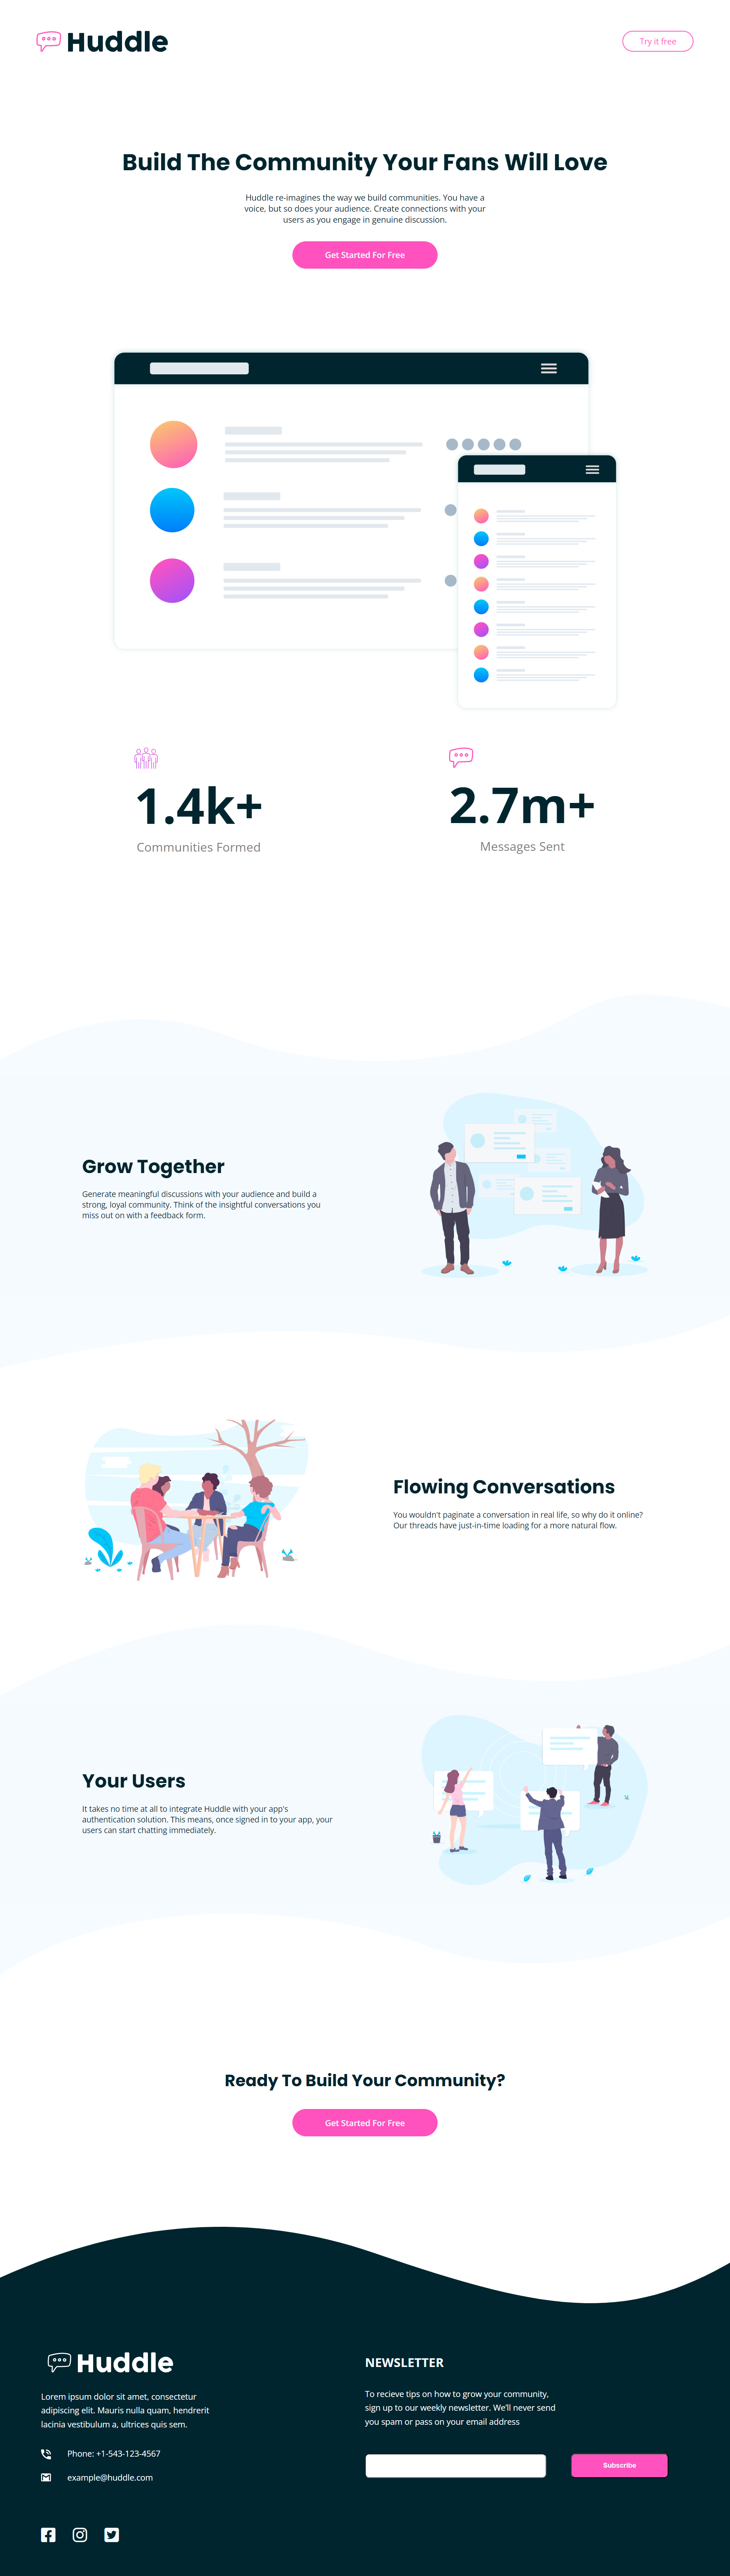 Huddle
Try it free
Build The Community Your Fans Will Love
Huddle re-imagines the way we build communities. You have a
voice, but so does your audience. Create connections with your
users as you engage in genuine discussion.
Get Started For Free
1.4k+
Communities Formed
2.7m+
Messages Sent
Grow Together
Generate meaningful discussions with your audience and build a
strong, loyal community. Think of the insightful conversations you
miss out on with a feedback form.
Flowing Conversations
You wouldn't paginate a conversation in real life, so why do it online?
Our threads have just-in-time loading for a more natural flow.
Your Users
It takes no time at all to integrate Huddle with your app's
authentication solution. This means, once signed in to your app, your
users can start chatting immediately.
Ready To Build Your Community?
Get Started For Free
Huddle
Lorem ipsum dolor sit amet, consectetur
adipiscing elit. Mauris nulla quam, hendrerit
lacinia vestibulum a, ultrices quis sem.
Phone: +1-543-123-4567
example@huddle.com
NEWSLETTER
To recieve tips on how to grow your community,
sign up to our weekly newsletter. We'll never send
you spam or pass on your email address
Subscribe